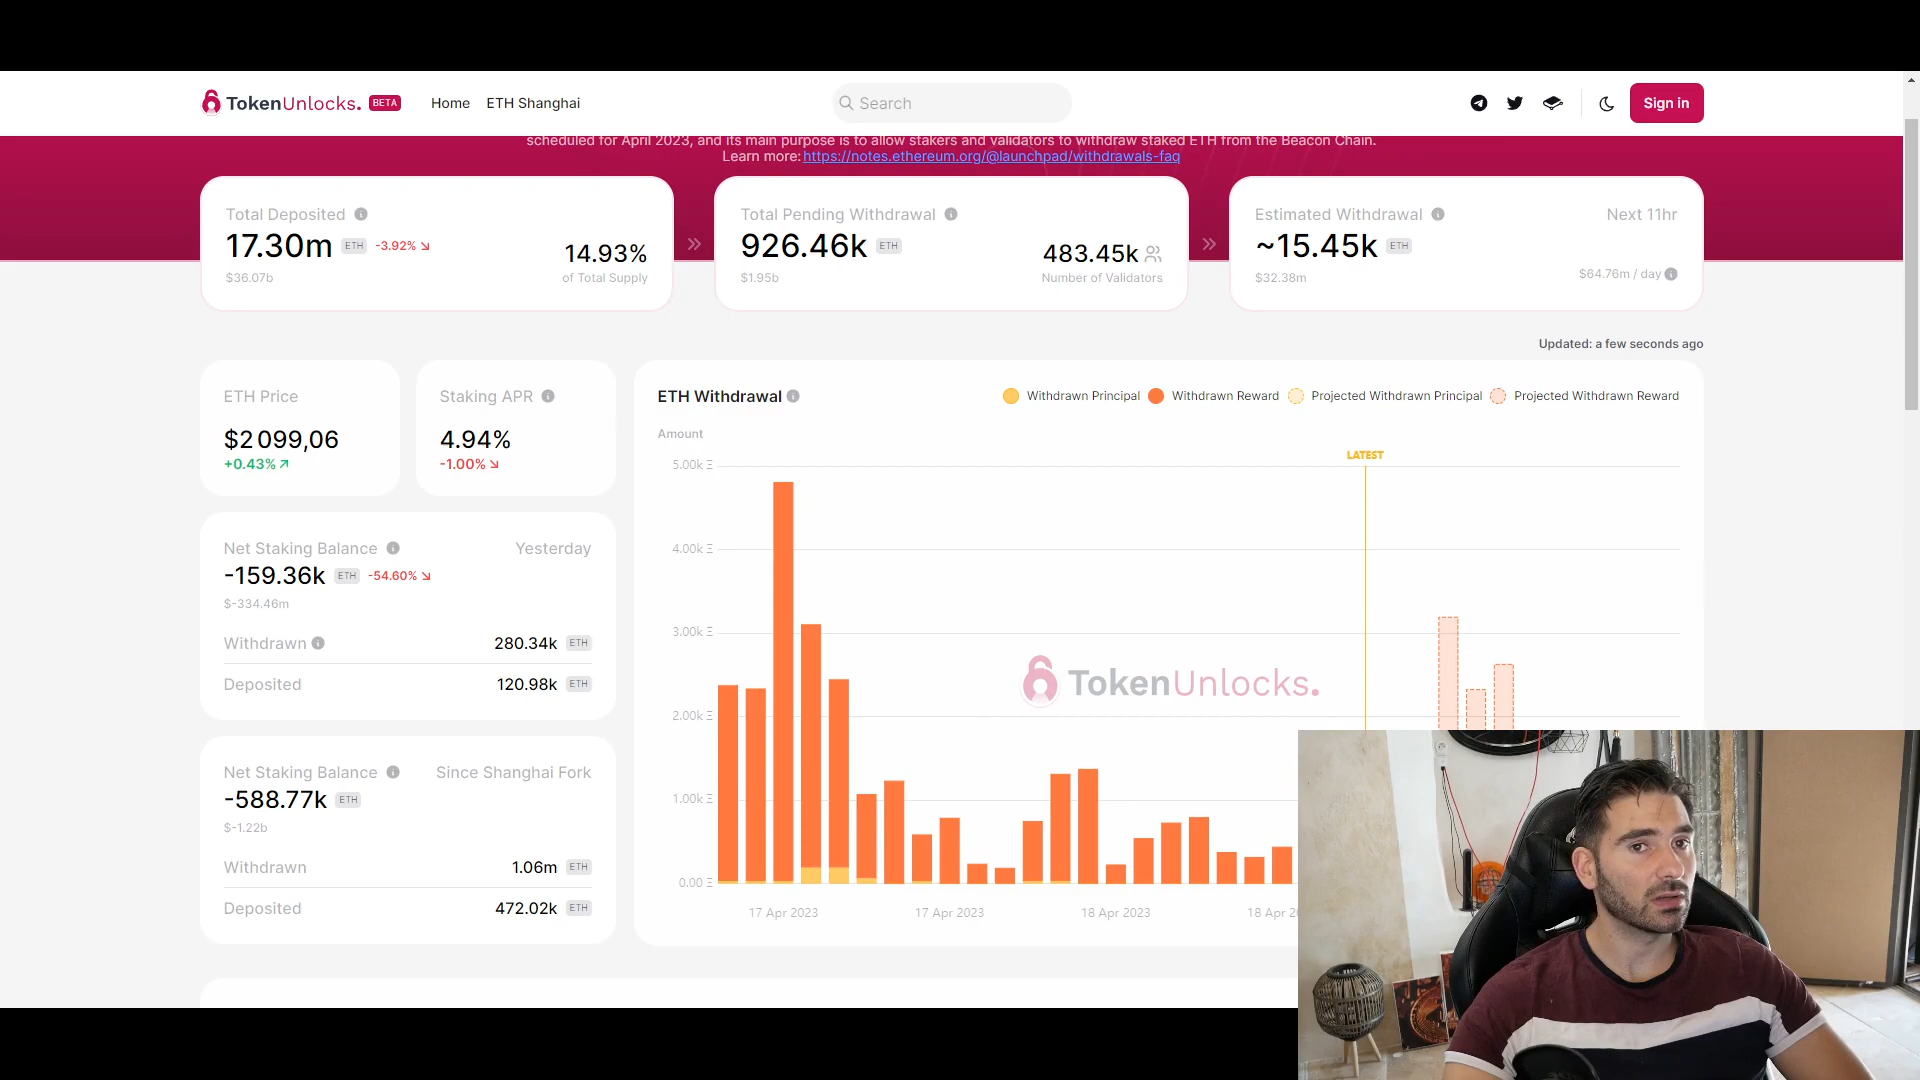 TokenUnlocks. BETA Home ETH Shanghai Search Sign in
scheduled for April 2023, and its main purpose is to allow stakers and validators to withdraw staked ETH from the Beacon Chain.
Learn more: https://notes.ethereum.org/@launchpad/withdrawals-faq
Total Deposited
17.30m ETH -3.92%
$36.07b
14.93%
of Total Supply
Total Pending Withdrawal
926.46k ETH
$1.95b
483.45k
Number of Validators
Estimated Withdrawal
Next 11hr
~15.45k ETH
$32.38m
$64.76m / day
Updated: a few seconds ago
ETH Price
$2 099,06
+0.43%
Staking APR
4.94%
-1.00%
Net Staking Balance Yesterday
-159.36k ETH -54.60%
$-334.46m
Withdrawn 280.34k ETH
Deposited 120.98k ETH
Net Staking Balance Since Shanghai Fork
-588.77k ETH
$-1.22b
Withdrawn 1.06m ETH
Deposited 472.02k ETH
ETH Withdrawal
Withdrawn Principal Withdrawn Reward Projected Withdrawn Principal Projected Withdrawn Reward
Amount
LATEST
5.00k Ξ
4.00k Ξ
3.00k Ξ
2.00k Ξ
1.00k Ξ
0.00 Ξ
TokenUnlocks.
17 Apr 2023 17 Apr 2023 18 Apr 2023 18 Apr 20